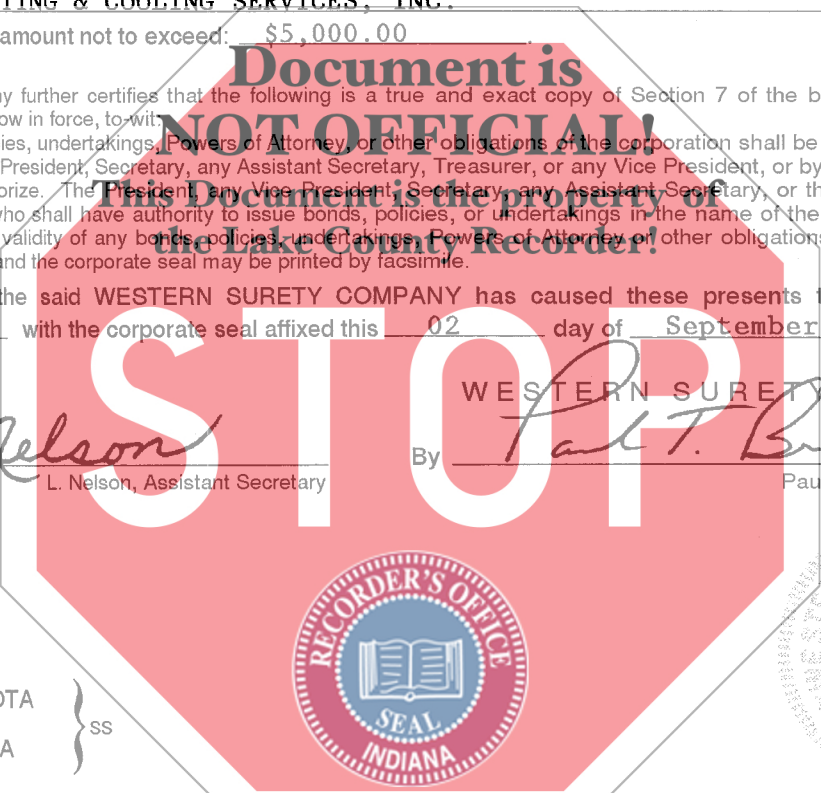 TING & COOLING SERVICES, INC.
amount not to exceed: $5,000.00 .
Document is
y further certifies that the following is a true and exact copy of Section 7 of the b
ow in force, to-wit:
NOT OFFICIAL!
ies, undertakings, Powers of Attorney, or other obligations of the corporation shall be
President, Secretary, any Assistant Secretary, Treasurer, or any Vice President, or by
orize. The President, any Vice President, Secretary, any Assistant Secretary, or th
This Document is the property of
who shall have authority to issue bonds, policies, or undertakings in the name of the
validity of any bonds, policies, undertakings, Powers of Attorney or other obligations
the Lake County Recorder!
nd the corporate seal may be printed by facsimile.
the said WESTERN SURETY COMPANY has caused these presents t
with the corporate seal affixed this 02 day of September
STOP
WESTERN SURETY
Nelson
By Paul T. Br
L. Nelson, Assistant Secretary
Pau
RECORDER'S OFFICE
SEAL
INDIANA
OTA
SS
A